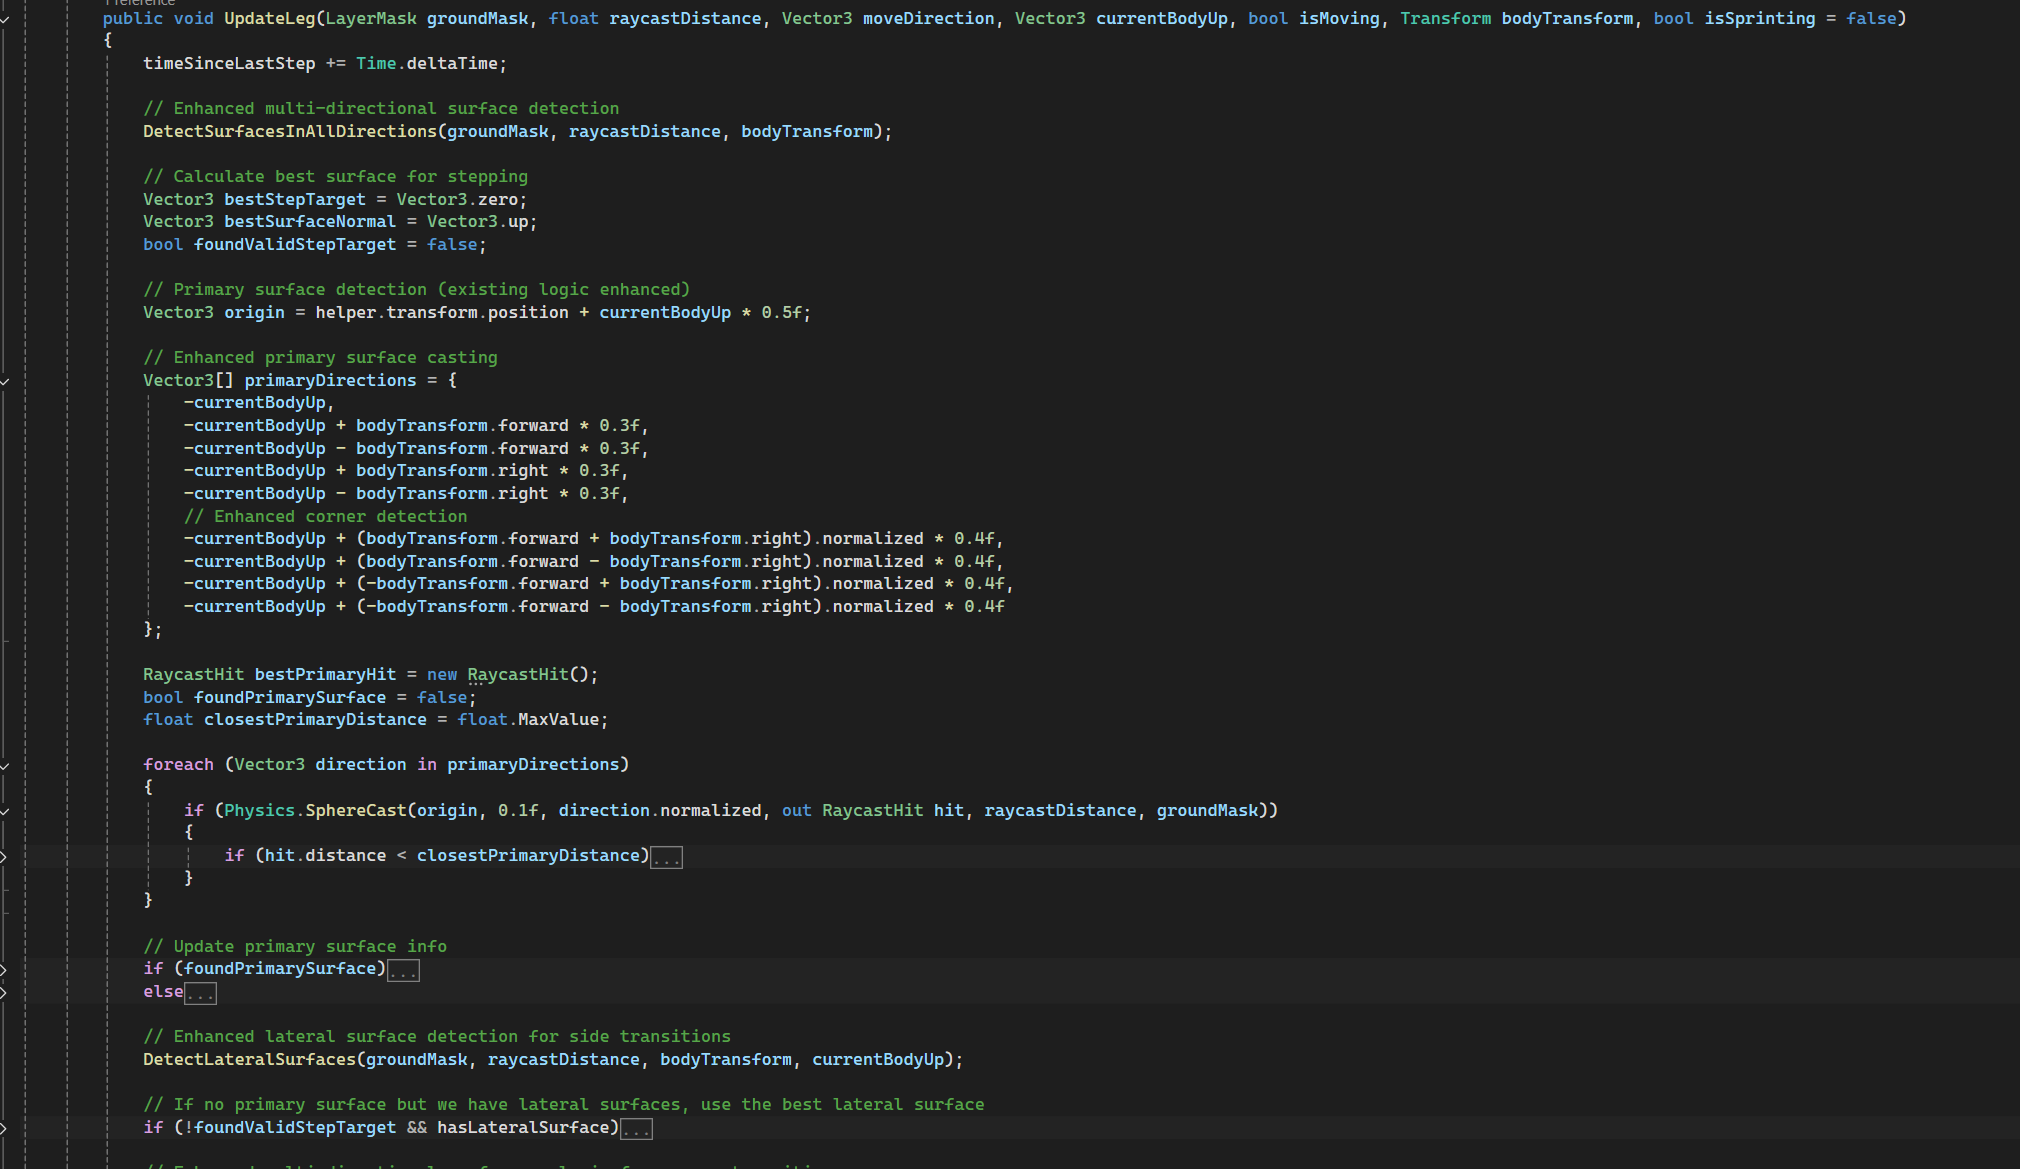 1 reference
public void UpdateLeg(LayerMask groundMask, float raycastDistance, Vector3 moveDirection, Vector3 currentBodyUp, bool isMoving, Transform bodyTransform, bool isSprinting = false)
{
timeSinceLastStep += Time.deltaTime;
// Enhanced multi-directional surface detection
DetectSurfacesInAllDirections(groundMask, raycastDistance, bodyTransform);
// Calculate best surface for stepping
Vector3 bestStepTarget = Vector3.zero;
Vector3 bestSurfaceNormal = Vector3.up;
bool foundValidStepTarget = false;
// Primary surface detection (existing logic enhanced)
Vector3 origin = helper.transform.position + currentBodyUp * 0.5f;
// Enhanced primary surface casting
Vector3[] primaryDirections = {
-currentBodyUp,
-currentBodyUp + bodyTransform.forward * 0.3f,
-currentBodyUp - bodyTransform.forward * 0.3f,
-currentBodyUp + bodyTransform.right * 0.3f,
-currentBodyUp - bodyTransform.right * 0.3f,
// Enhanced corner detection
-currentBodyUp + (bodyTransform.forward + bodyTransform.right).normalized * 0.4f,
-currentBodyUp + (bodyTransform.forward - bodyTransform.right).normalized * 0.4f,
-currentBodyUp + (-bodyTransform.forward + bodyTransform.right).normalized * 0.4f,
-currentBodyUp + (-bodyTransform.forward - bodyTransform.right).normalized * 0.4f
};
RaycastHit bestPrimaryHit = new RaycastHit();
bool foundPrimarySurface = false;
float closestPrimaryDistance = float.MaxValue;
foreach (Vector3 direction in primaryDirections)
{
if (Physics.SphereCast(origin, 0.1f, direction.normalized, out RaycastHit hit, raycastDistance, groundMask))
{
if (hit.distance < closestPrimaryDistance)...
}
}
// Update primary surface info
if (foundPrimarySurface)...
else...
// Enhanced lateral surface detection for side transitions
DetectLateralSurfaces(groundMask, raycastDistance, bodyTransform, currentBodyUp);
// If no primary surface but we have lateral surfaces, use the best lateral surface
if (!foundValidStepTarget && hasLateralSurface)...